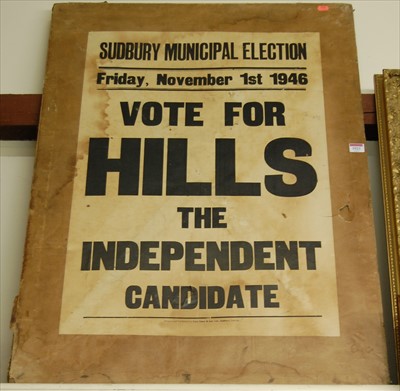 SUDBURY MUNICIPAL ELECTION
Friday, November 1st 1946
VOTE FOR
HILLS
THE
INDEPENDENT
CANDIDATE